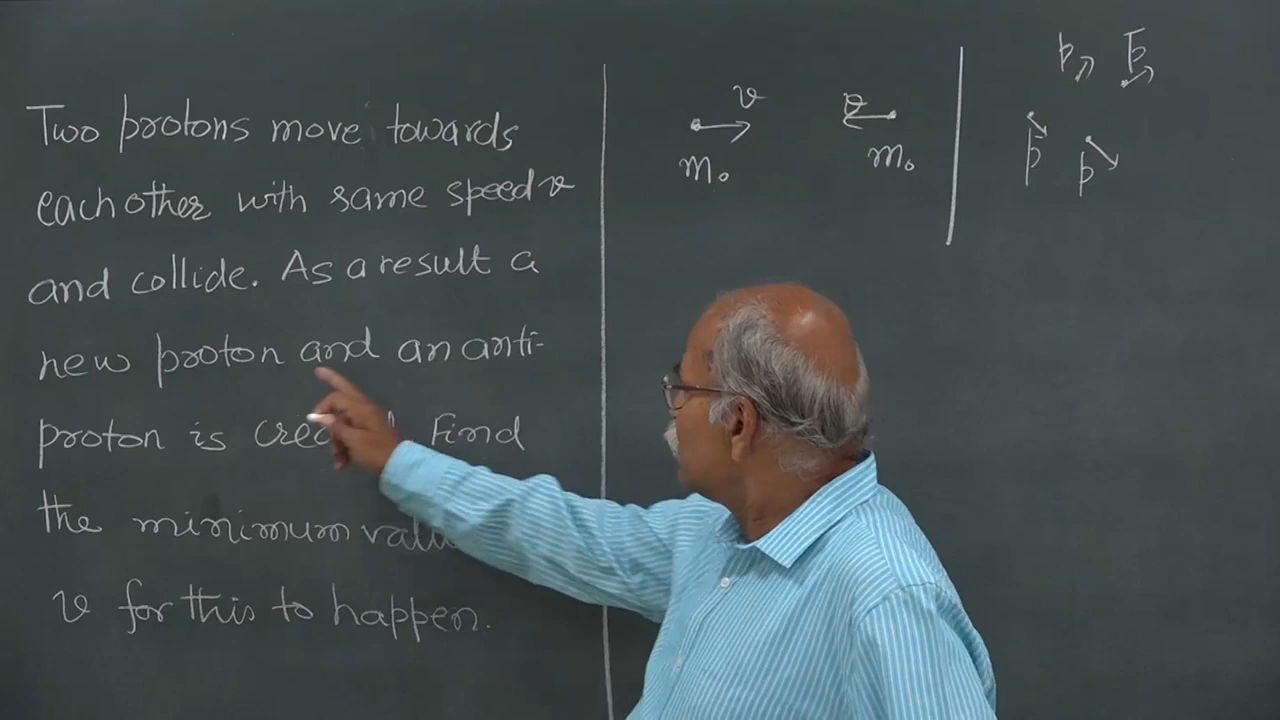 Two protons move towards
each other with same speed v
and collide. As a result a
new proton and an anti-
proton is Find
the minimum
v for this to happen.
v v
m₀ m₀
p p̅
p p